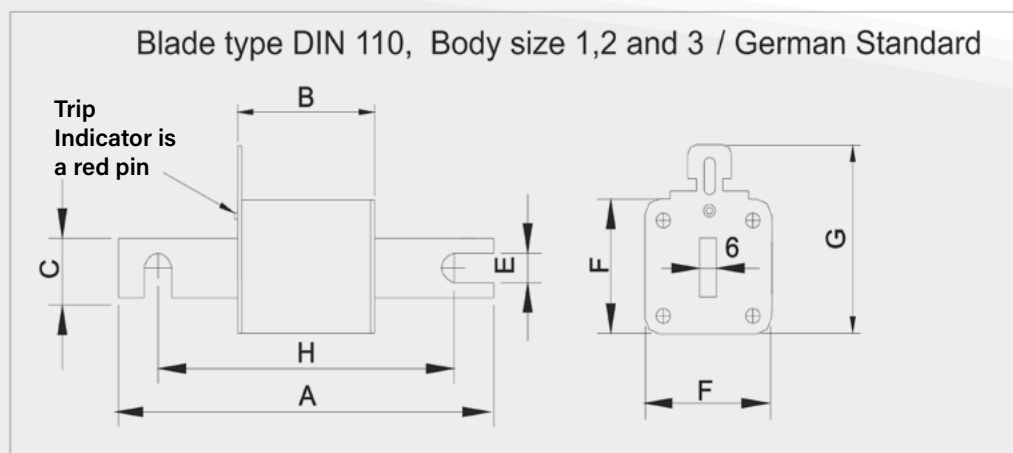 Blade type DIN 110, Body size 1,2 and 3 / German Standard
Trip
Indicator is
a red pin
B
C
E
H
A
F
6
G
F